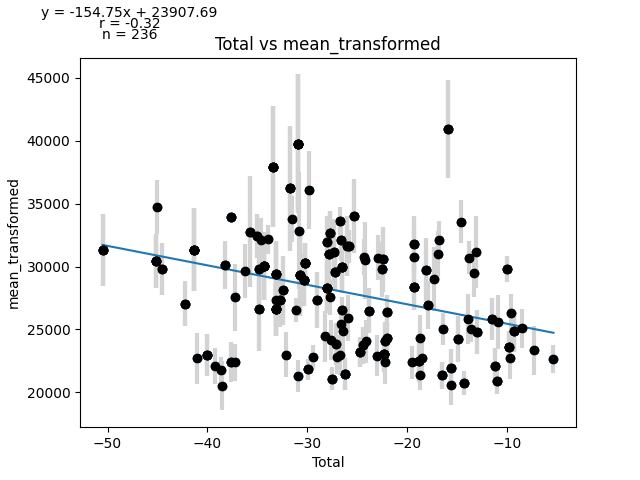 y = -154.75x + 23907.69
r = -0.32
n = 236
Total vs mean_transformed
45000
40000
35000
30000
25000
20000
mean_transformed
−50
−40
−30
−20
−10
Total